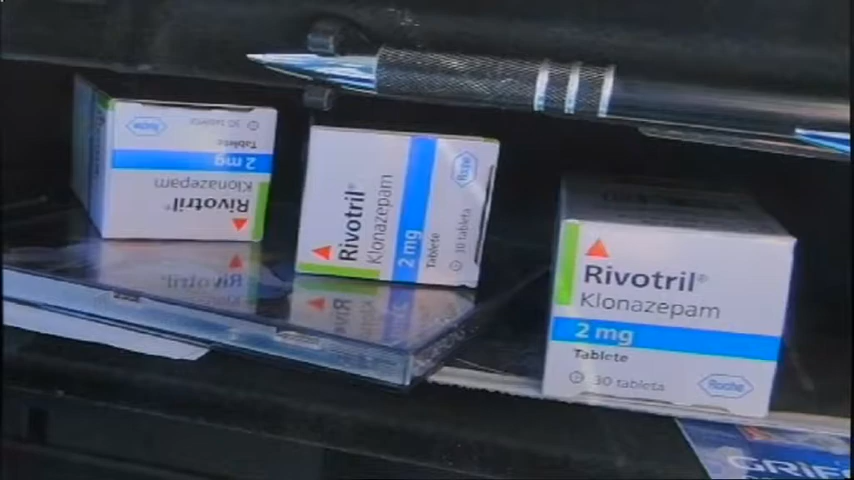 Roche
30 tableta
Tablete
2 mg
Klonazepam
Rivotril®
Rivotril®
Klonazepam
2 mg
Tablete
30 tableta
Roche
Rivotril®
Klonazepam
2 mg
Tablete
30 tableta
Roche